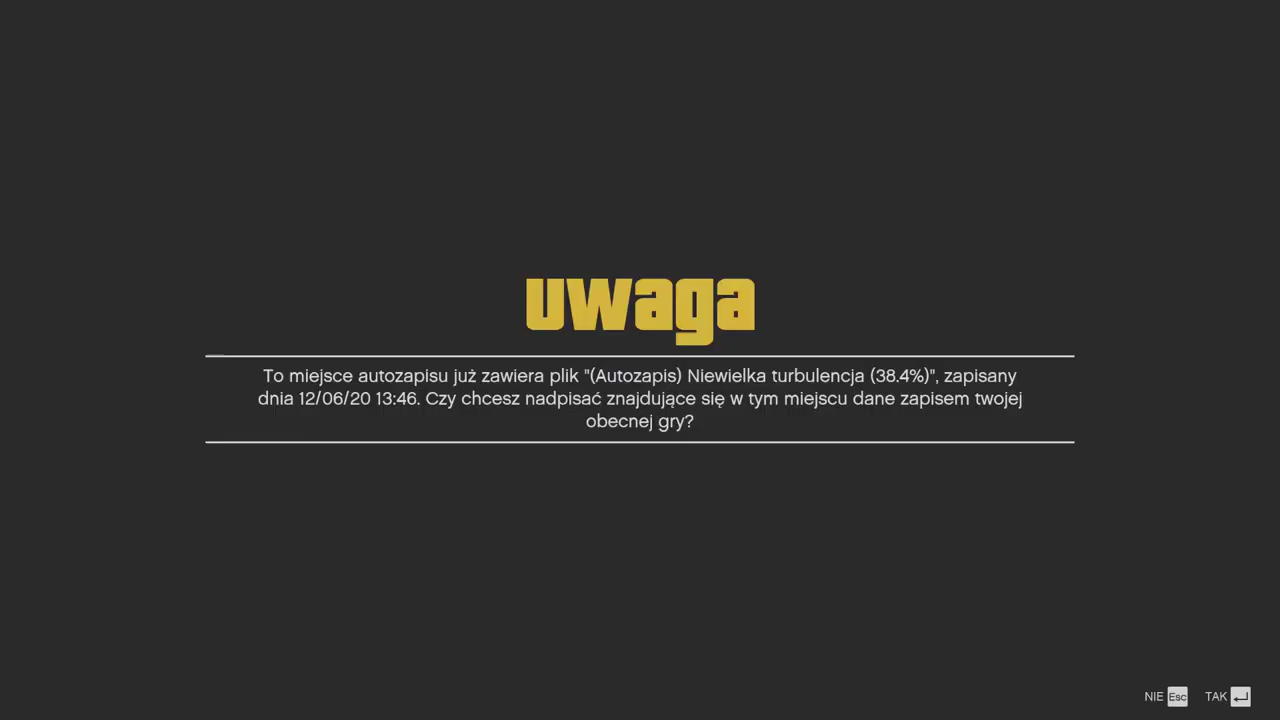 uwaga
To miejsce autozapisu już zawiera plik "(Autozapis) Niewielka turbulencja (38.4%)", zapisany
dnia 12/06/20 13:46. Czy chcesz nadpisać znajdujące się w tym miejscu dane zapisem twojej
obecnej gry?
NIE Esc TAK